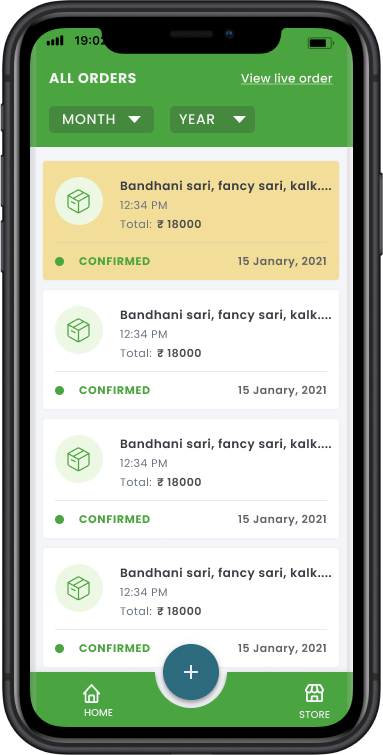 19:02
ALL ORDERS
View live order
MONTH
YEAR
Bandhani sari, fancy sari, kalk....
12:34 PM
Total: ₹ 18000
CONFIRMED
15 Janary, 2021
Bandhani sari, fancy sari, kalk....
12:34 PM
Total: ₹ 18000
CONFIRMED
15 Janary, 2021
Bandhani sari, fancy sari, kalk....
12:34 PM
Total: ₹ 18000
CONFIRMED
15 Janary, 2021
Bandhani sari, fancy sari, kalk....
12:34 PM
Total: ₹ 18000
CONFIRMED
15 Janary, 2021
+
HOME
STORE